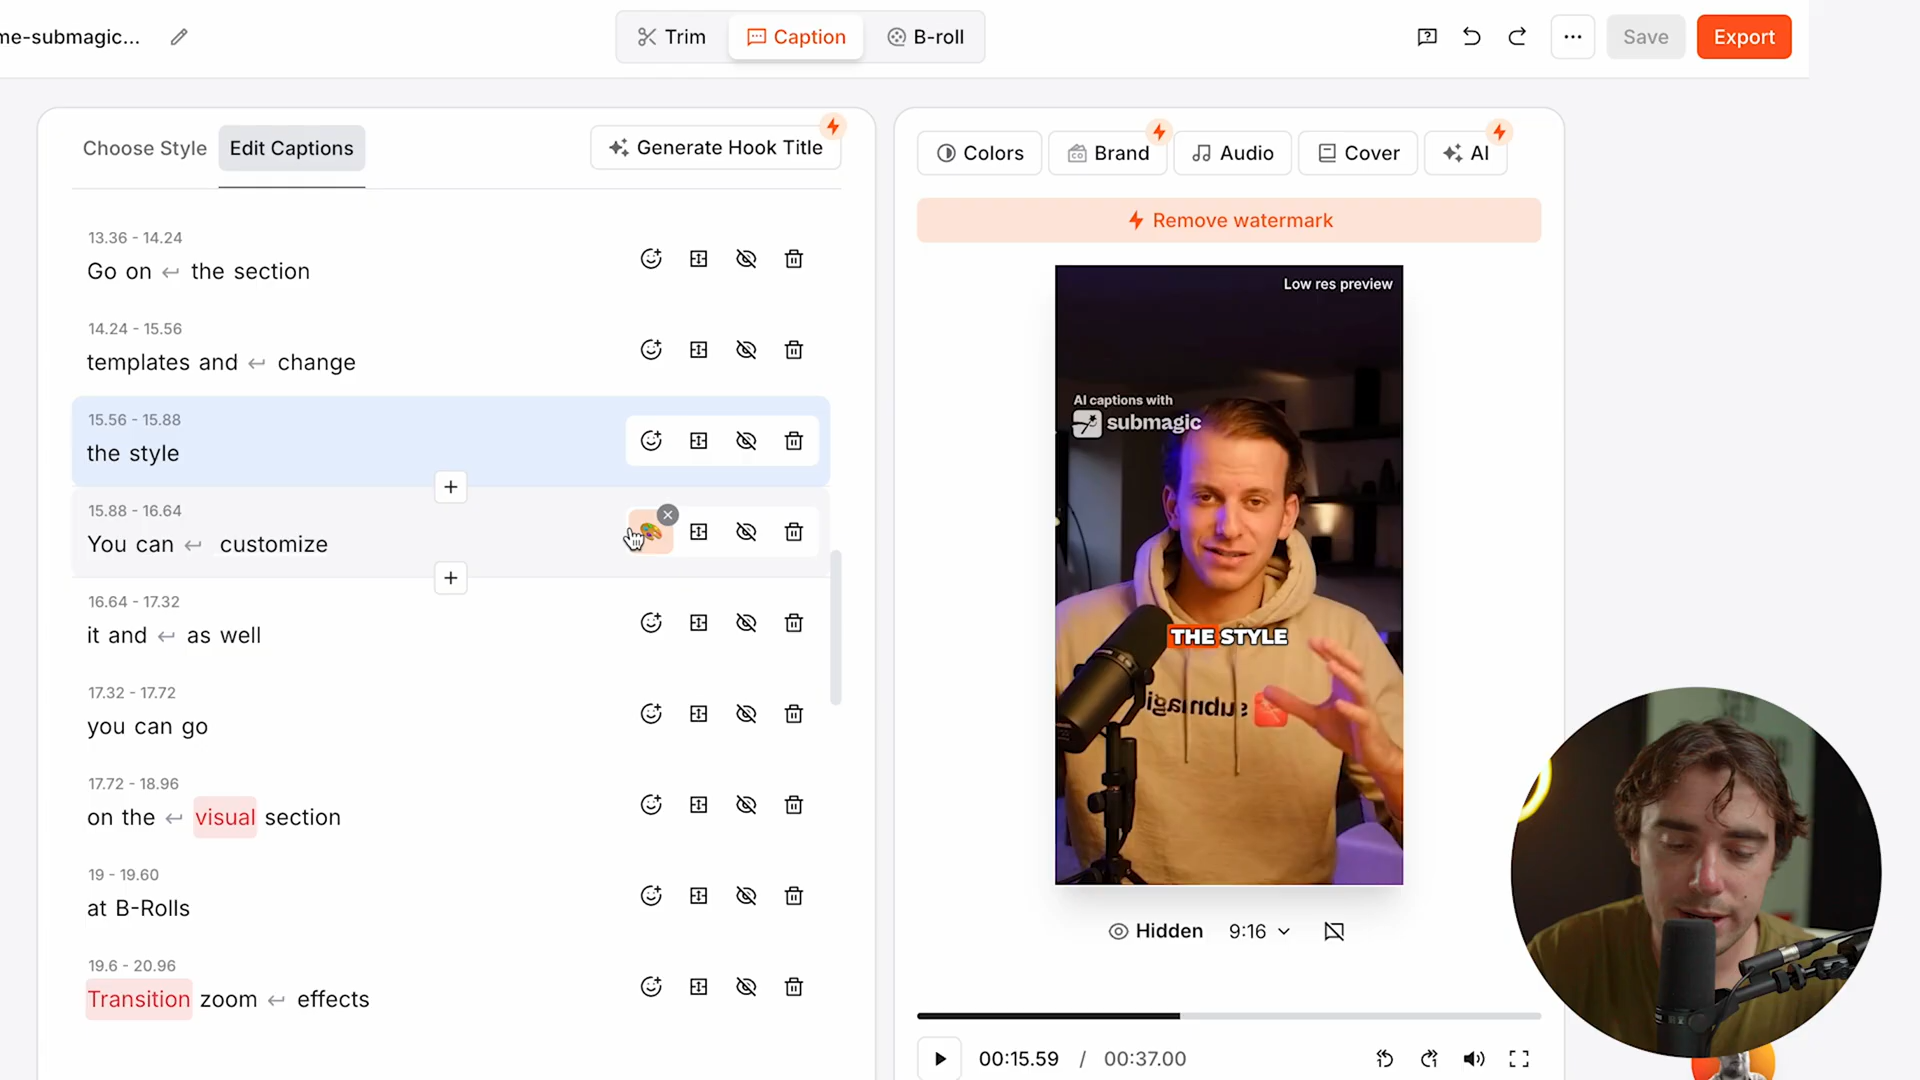 me-submagic...
Trim
Caption
B-roll
Save
Export
Choose Style
Edit Captions
Generate Hook Title
13.36 - 14.24
Go on ↩ the section
14.24 - 15.56
templates and ↩ change
15.56 - 15.88
the style
15.88 - 16.64
You can ↩ customize
16.64 - 17.32
it and ↩ as well
17.32 - 17.72
you can go
17.72 - 18.96
on the ↩ visual section
19 - 19.60
at B-Rolls
19.6 - 20.96
Transition zoom ↩ effects
Colors
Brand
Audio
Cover
AI
Remove watermark
Low res preview
AI captions with
submagic
THE STYLE
submagic
Hidden
9:16
00:15.59 / 00:37.00